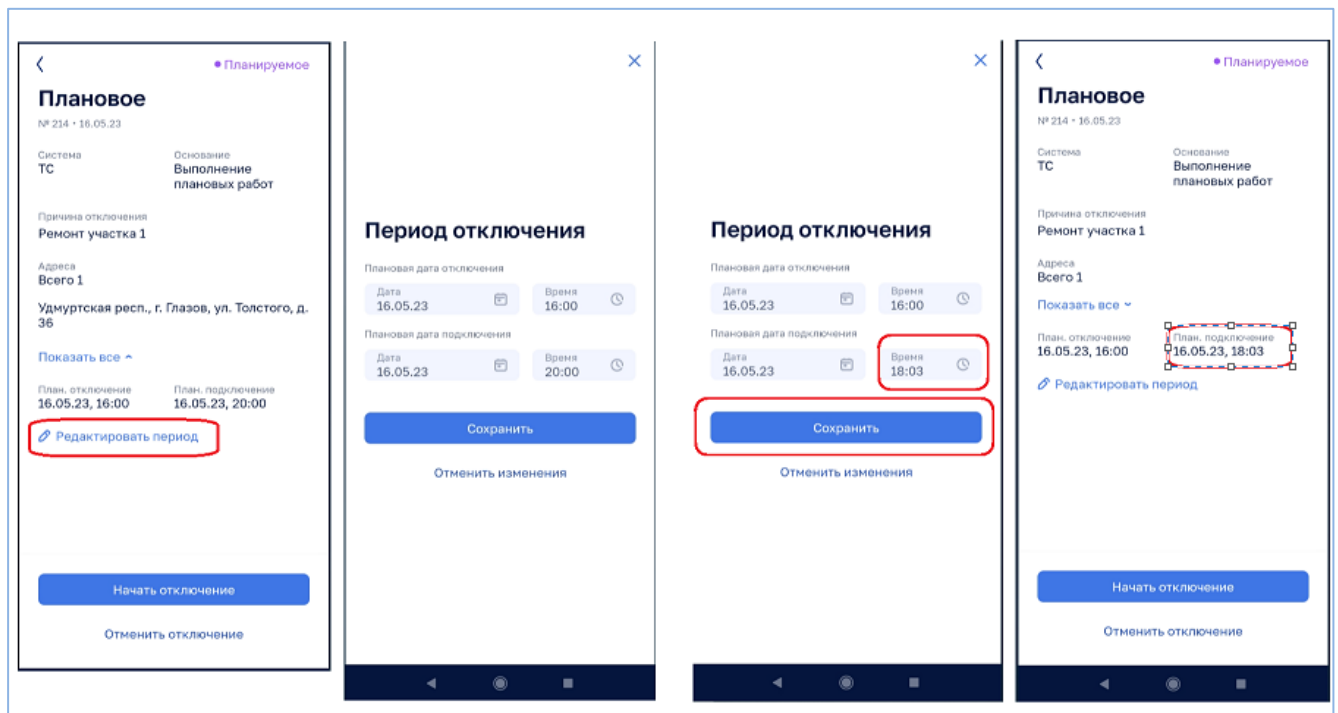 Планируемое
Плановое
№ 214 • 16.05.23
Система
Основание
ТС
Выполнение
плановых работ
Причина отключения
Ремонт участка 1
Адреса
Всего 1
Удмуртская респ., г. Глазов, ул. Толстого, д.
36
Показать все
План. отключение
План. подключение
16.05.23, 16:00
16.05.23, 20:00
Редактировать период
Начать отключение
Отменить отключение
Период отключения
Плановая дата отключения
Дата
Время
16.05.23
16:00
Плановая дата подключения
Дата
Время
16.05.23
20:00
Сохранить
Отменить изменения
Период отключения
Плановая дата отключения
Дата
Время
16.05.23
16:00
Плановая дата подключения
Дата
Время
16.05.23
18:03
Сохранить
Отменить изменения
Планируемое
Плановое
№ 214 • 16.05.23
Система
Основание
ТС
Выполнение
плановых работ
Причина отключения
Ремонт участка 1
Адреса
Всего 1
Показать все
План. отключение
План. подключение
16.05.23, 16:00
16.05.23, 18:03
Редактировать период
Начать отключение
Отменить отключение